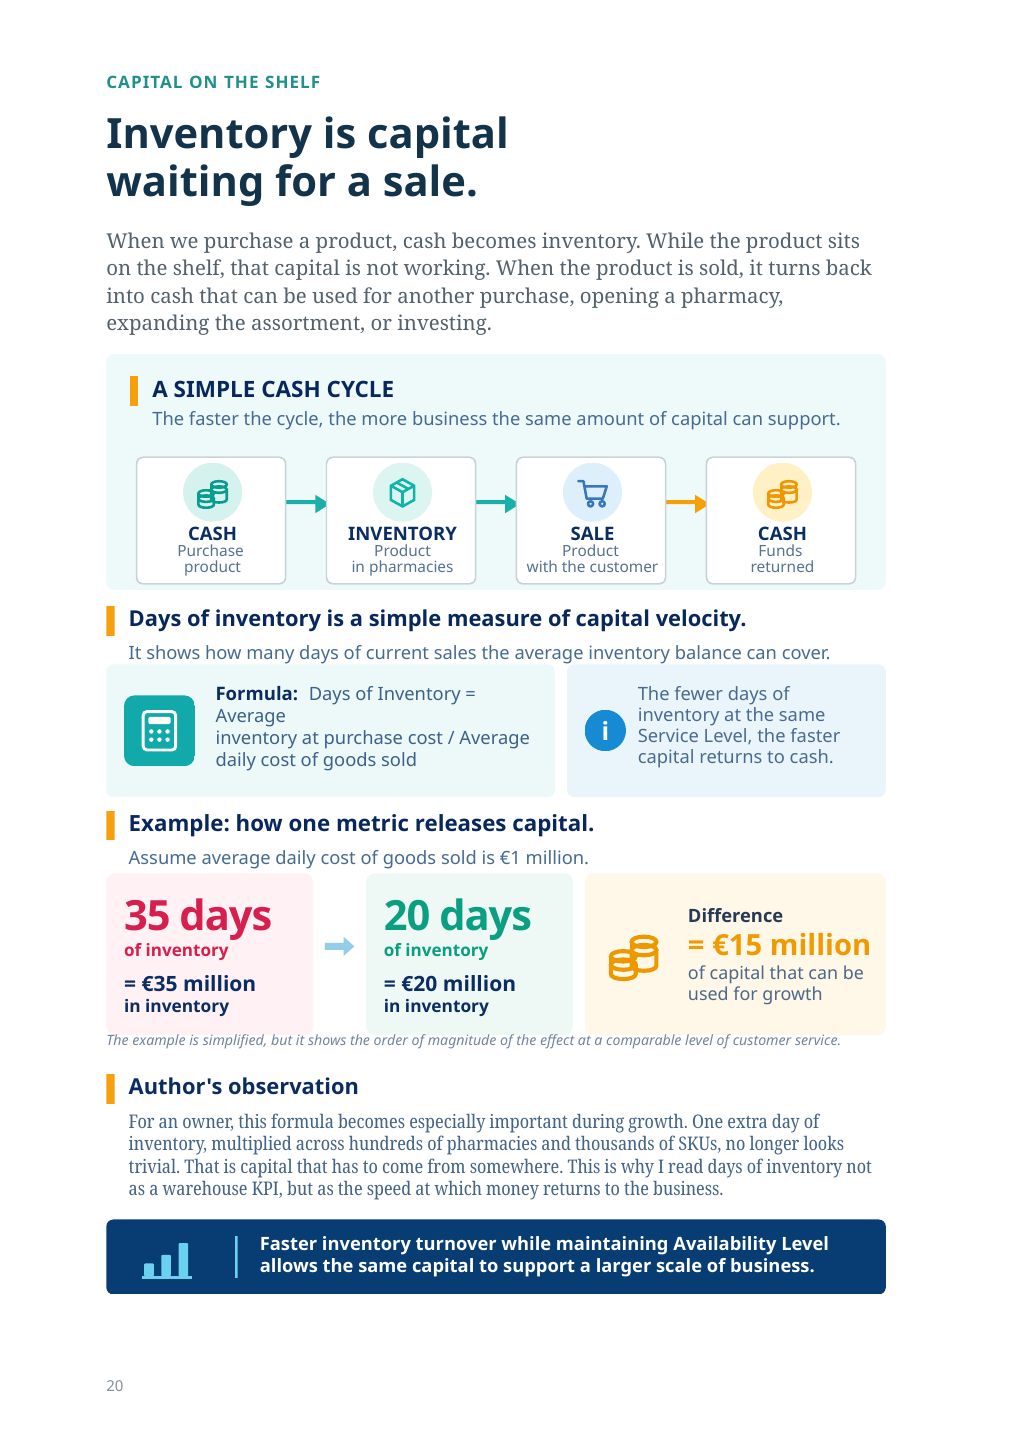 CAPITAL ON THE SHELF
Inventory is capital
waiting for a sale.
When we purchase a product, cash becomes inventory. While the product sits
on the shelf, that capital is not working. When the product is sold, it turns back
into cash that can be used for another purchase, opening a pharmacy,
expanding the assortment, or investing.
A SIMPLE CASH CYCLE
The faster the cycle, the more business the same amount of capital can support.
CASH
Purchase
product
INVENTORY
Product
in pharmacies
SALE
Product
with the customer
CASH
Funds
returned
Days of inventory is a simple measure of capital velocity.
It shows how many days of current sales the average inventory balance can cover.
Formula: Days of Inventory =
Average
inventory at purchase cost / Average
daily cost of goods sold
i
The fewer days of
inventory at the same
Service Level, the faster
capital returns to cash.
Example: how one metric releases capital.
Assume average daily cost of goods sold is €1 million.
35 days
of inventory
= €35 million
in inventory
20 days
of inventory
= €20 million
in inventory
Difference
= €15 million
of capital that can be
used for growth
The example is simplified, but it shows the order of magnitude of the effect at a comparable level of customer service.
Author's observation
For an owner, this formula becomes especially important during growth. One extra day of
inventory, multiplied across hundreds of pharmacies and thousands of SKUs, no longer looks
trivial. That is capital that has to come from somewhere. This is why I read days of inventory not
as a warehouse KPI, but as the speed at which money returns to the business.
Faster inventory turnover while maintaining Availability Level
allows the same capital to support a larger scale of business.
20